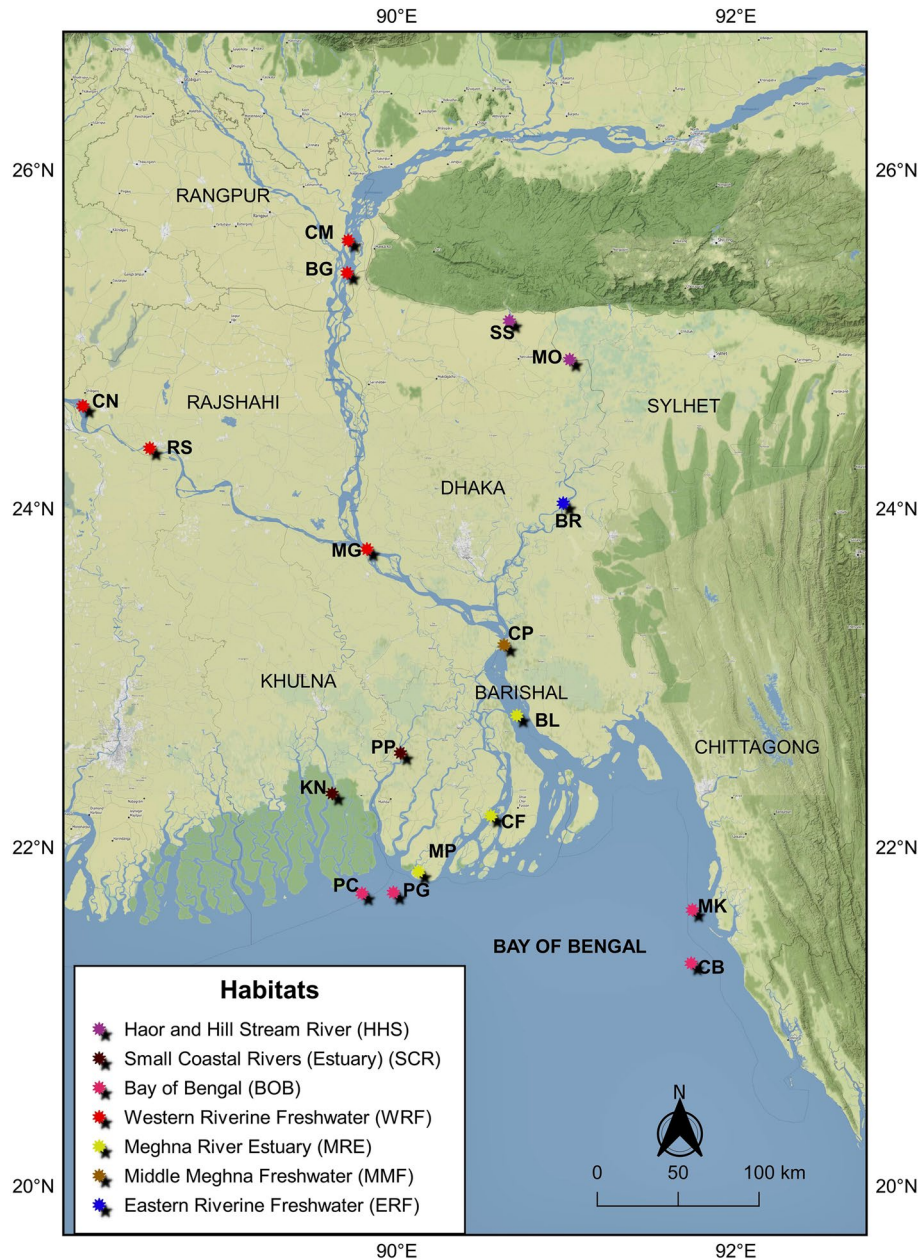 90°E 92°E
26°N 26°N
RANGPUR
CM
BG
SS
MO
CN
RAJSHAHI
SYLHET
RS
DHAKA
24°N 24°N
BR
MG
CP
KHULNA
BARISHAL
BL
PP
CHITTAGONG
KN
CF
22°N 22°N
MP
PC PG
MK
BAY OF BENGAL
CB
Habitats
Haor and Hill Stream River (HHS)
Small Coastal Rivers (Estuary) (SCR)
Bay of Bengal (BOB)
Western Riverine Freshwater (WRF)
Meghna River Estuary (MRE)
Middle Meghna Freshwater (MMF)
Eastern Riverine Freshwater (ERF)
N
0 50 100 km
20°N 20°N
90°E 92°E